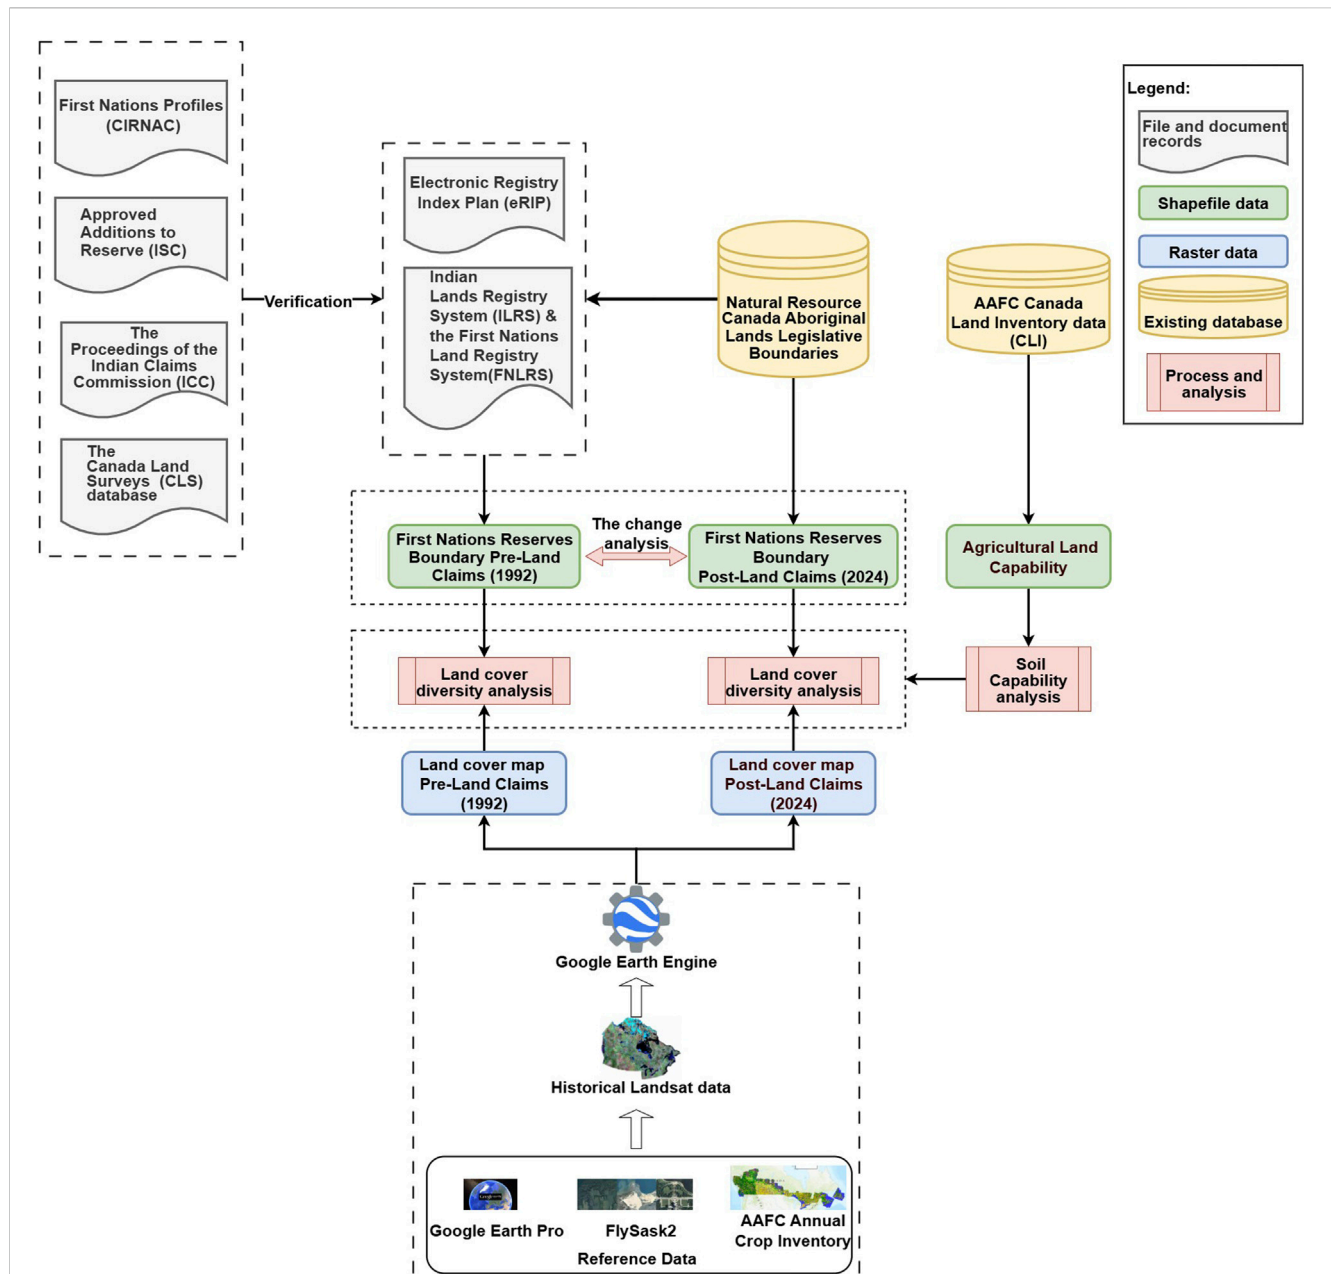 First Nations Profiles
(CIRNAC)
Approved
Additions to
Reserve (ISC)
The
Proceedings of the
Indian Claims
Commission (ICC)
The
Canada Land
Surveys (CLS)
database
Verification
Electronic Registry
Index Plan (eRIP)
Indian
Lands Registry
System (ILRS) &
the First Nations
Land Registry
System(FNLRS)
Natural Resource
Canada Aboriginal
Lands Legislative
Boundaries
AAFC Canada
Land Inventory data
(CLI)
Legend:
File and document
records
Shapefile data
Raster data
Existing database
Process and
analysis
First Nations Reserves
Boundary Pre-Land
Claims (1992)
The change
analysis
First Nations Reserves
Boundary
Post-Land Claims (2024)
Agricultural Land
Capability
Land cover
diversity analysis
Land cover
diversity analysis
Soil
Capability
analysis
Land cover map
Pre-Land Claims
(1992)
Land cover map
Post-Land Claims
(2024)
Google Earth Engine
Historical Landsat data
Google Earth Pro
FlySask2
AAFC Annual
Crop Inventory
Reference Data